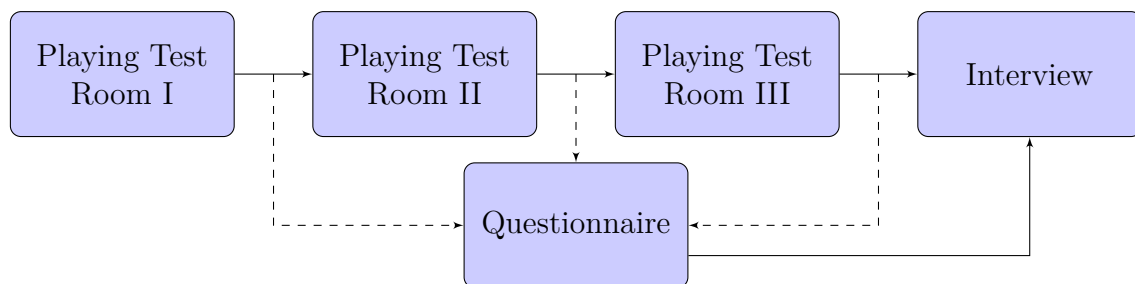 Playing Test
Room I
Playing Test
Room II
Playing Test
Room III
Interview
Questionnaire